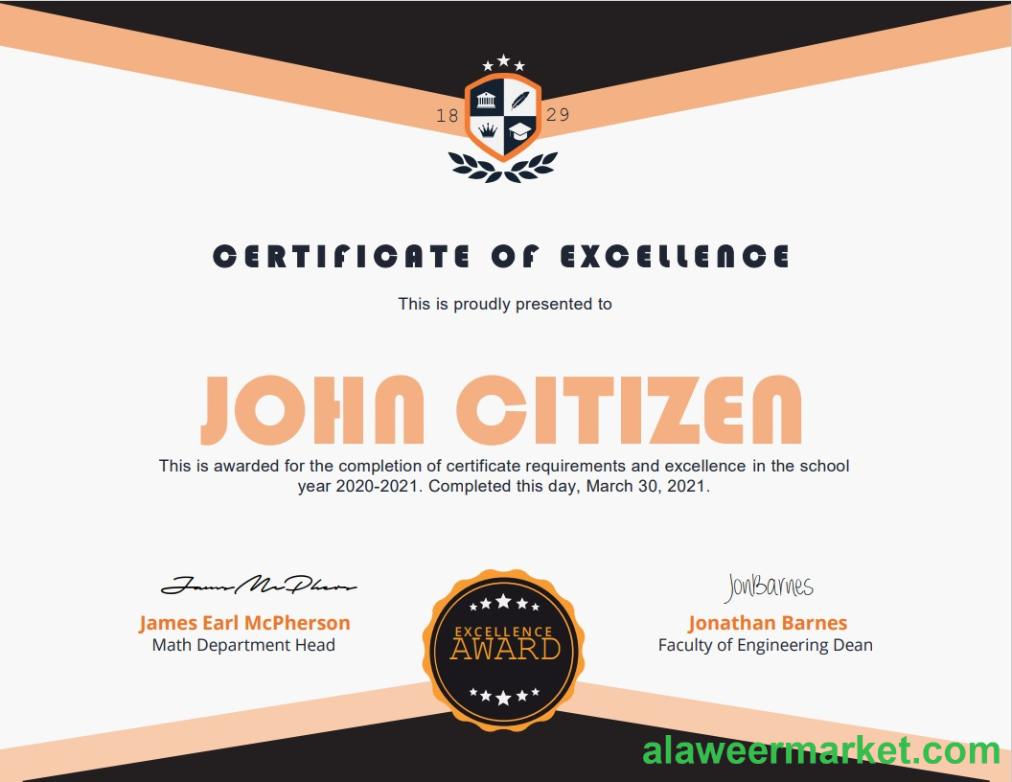 18 29
CERTIFICATE OF EXCELLENCE
This is proudly presented to
JOHN CITIZEN
This is awarded for the completion of certificate requirements and excellence in the school
year 2020-2021. Completed this day, March 30, 2021.
James McPherson
James Earl McPherson
Math Department Head
EXCELLENCE
AWARD
JonBarnes
Jonathan Barnes
Faculty of Engineering Dean
alaweermarket.com